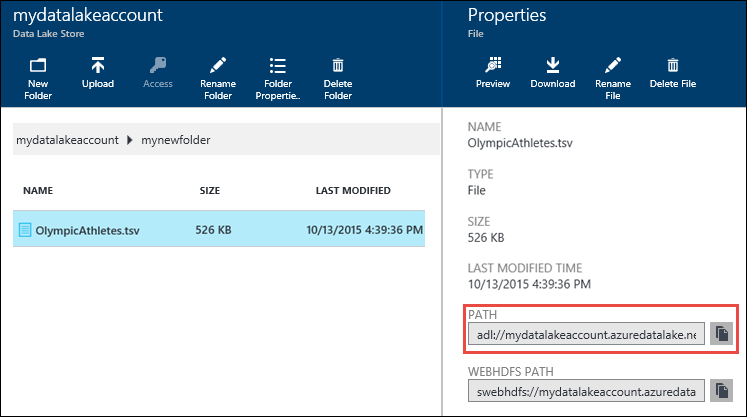 mydatalakeaccount
Data Lake Store
New Folder
Upload
Access
Rename Folder
Folder Propertie..
Delete Folder
mydatalakeaccount mynewfolder
NAME SIZE LAST MODIFIED
OlympicAthletes.tsv 526 KB 10/13/2015 4:39:36 PM
Properties
File
Preview
Download
Rename File
Delete File
NAME
OlympicAthletes.tsv
TYPE
File
SIZE
526 KB
LAST MODIFIED TIME
10/13/2015 4:39:36 PM
PATH
adl://mydatalakeaccount.azuredatalake.ne
WEBHDFS PATH
swebhdfs://mydatalakeaccount.azuredata